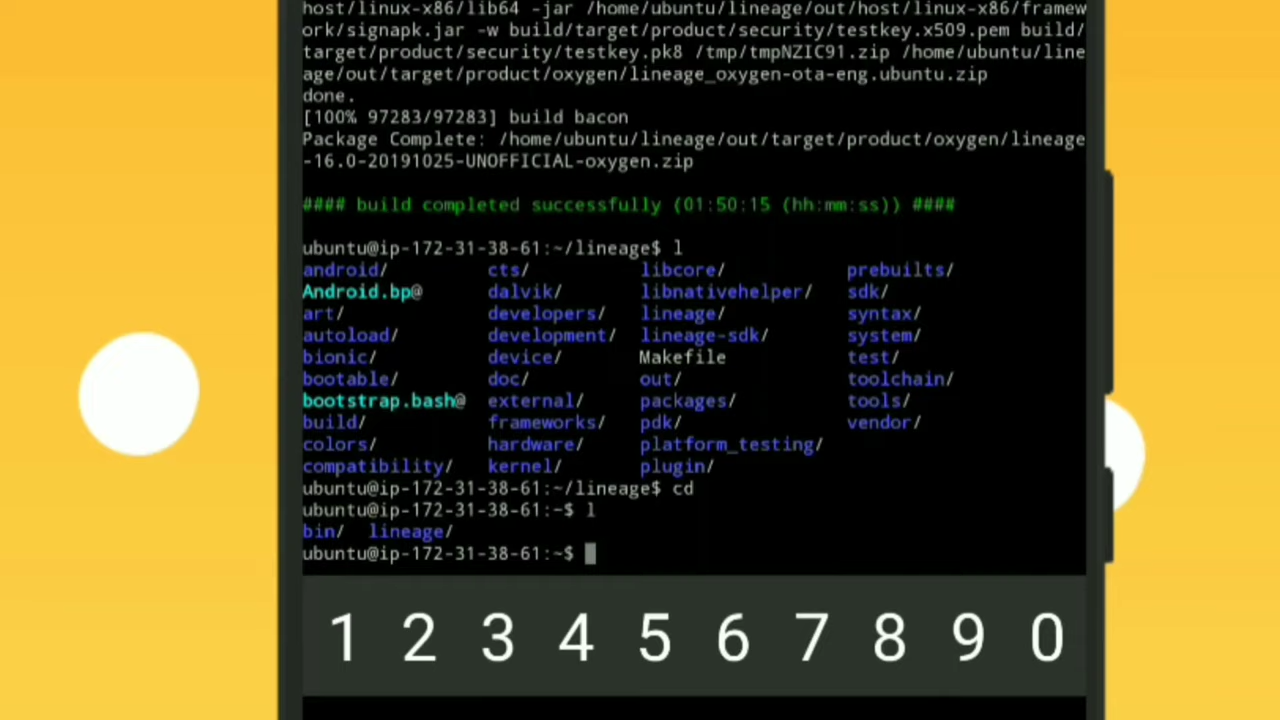 host/linux-x86/lib64 -jar /home/ubuntu/lineage/out/host/linux-x86/framew
ork/signapk.jar -w build/target/product/security/testkey.x509.pem build/
target/product/security/testkey.pk8 /tmp/tmpNZIC91.zip /home/ubuntu/line
age/out/target/product/oxygen/lineage_oxygen-ota-eng.ubuntu.zip
done.
[100% 97283/97283] build bacon
Package Complete: /home/ubuntu/lineage/out/target/product/oxygen/lineage
-16.0-20191025-UNOFFICIAL-oxygen.zip
#### build completed successfully (01:50:15 (hh:mm:ss)) ####
ubuntu@ip-172-31-38-61:~/lineage$ l
android/ cts/ libcore/ prebuilts/
Android.bp@ dalvik/ libnativehelper/ sdk/
art/ developers/ lineage/ syntax/
autoload/ development/ lineage-sdk/ system/
bionic/ device/ Makefile test/
bootable/ doc/ out/ toolchain/
bootstrap.bash@ external/ packages/ tools/
build/ frameworks/ pdk/ vendor/
colors/ hardware/ platform_testing/
compatibility/ kernel/ plugin/
ubuntu@ip-172-31-38-61:~/lineage$ cd
ubuntu@ip-172-31-38-61:~$ l
bin/ lineage/
ubuntu@ip-172-31-38-61:~$
1 2 3 4 5 6 7 8 9 0